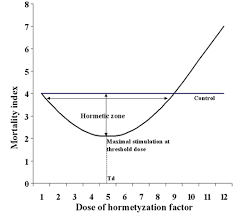 8
7
6
5
4
3
2
1
0
Mortality index
Control
Hormetic zone
Maximal stimulation at
threshold dose
Td
1 2 3 4 5 6 7 8 9 10 11 12
Dose of hormetyzation factor